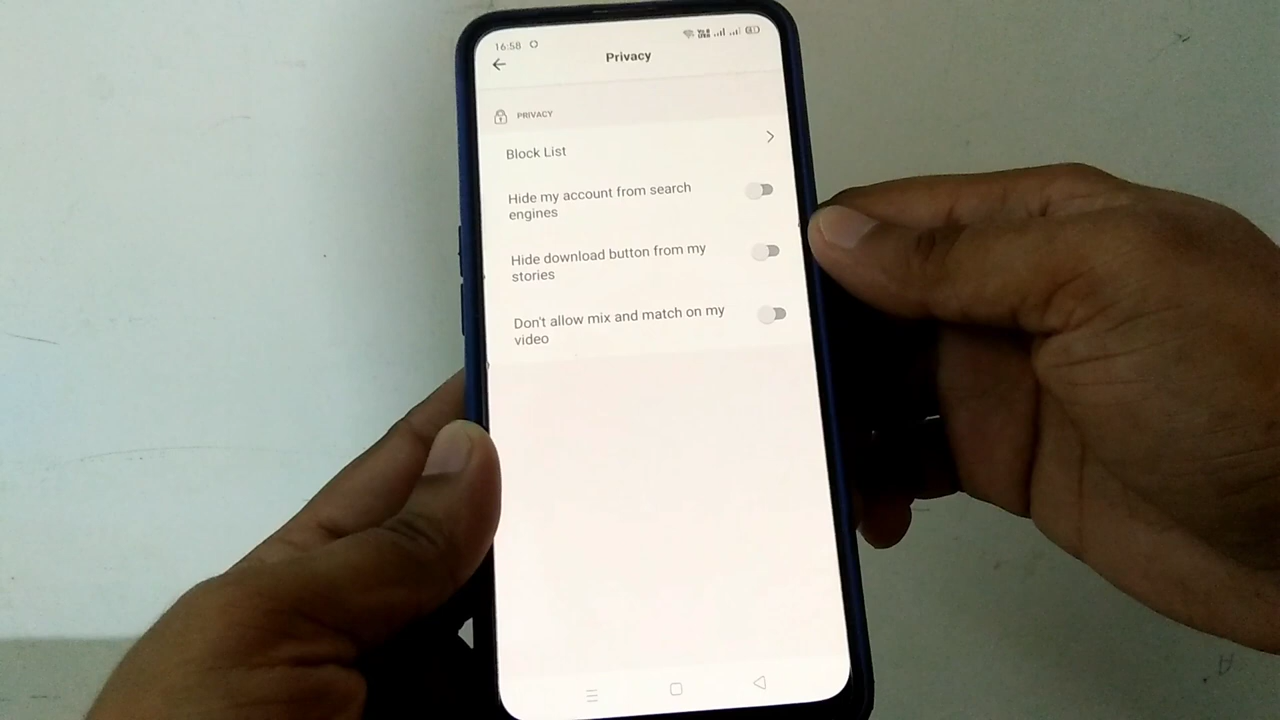 16:58
Privacy
PRIVACY
Block List
Hide my account from search
engines
Hide download button from my
stories
Don't allow mix and match on my
video